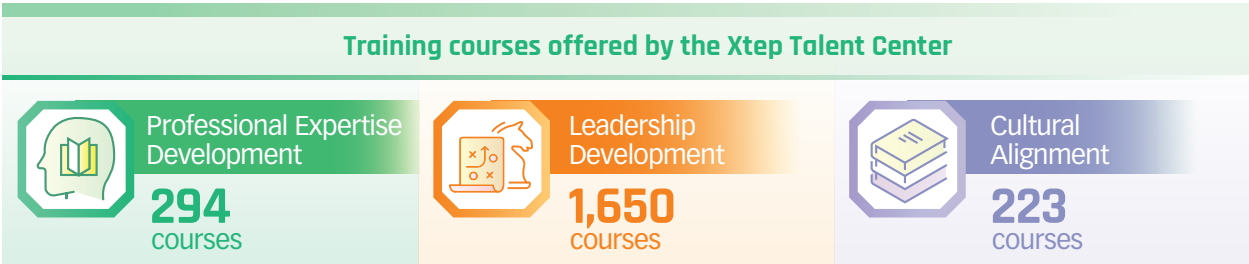 Training courses offered by the Xtep Talent Center
Professional Expertise
Development
294
courses
Leadership
Development
1,650
courses
Cultural
Alignment
223
courses